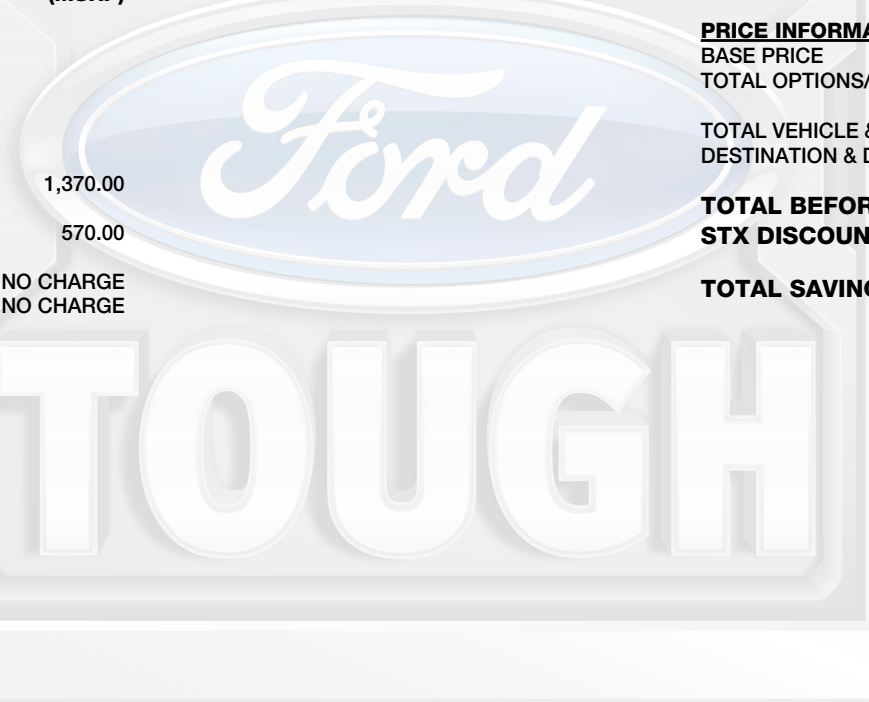 (MSRP)
1,370.00
570.00
NO CHARGE
NO CHARGE
PRICE INFORMA
BASE PRICE
TOTAL OPTIONS/
TOTAL VEHICLE &
DESTINATION & D
TOTAL BEFOR
STX DISCOUN
TOTAL SAVING
Ford
TOUGH